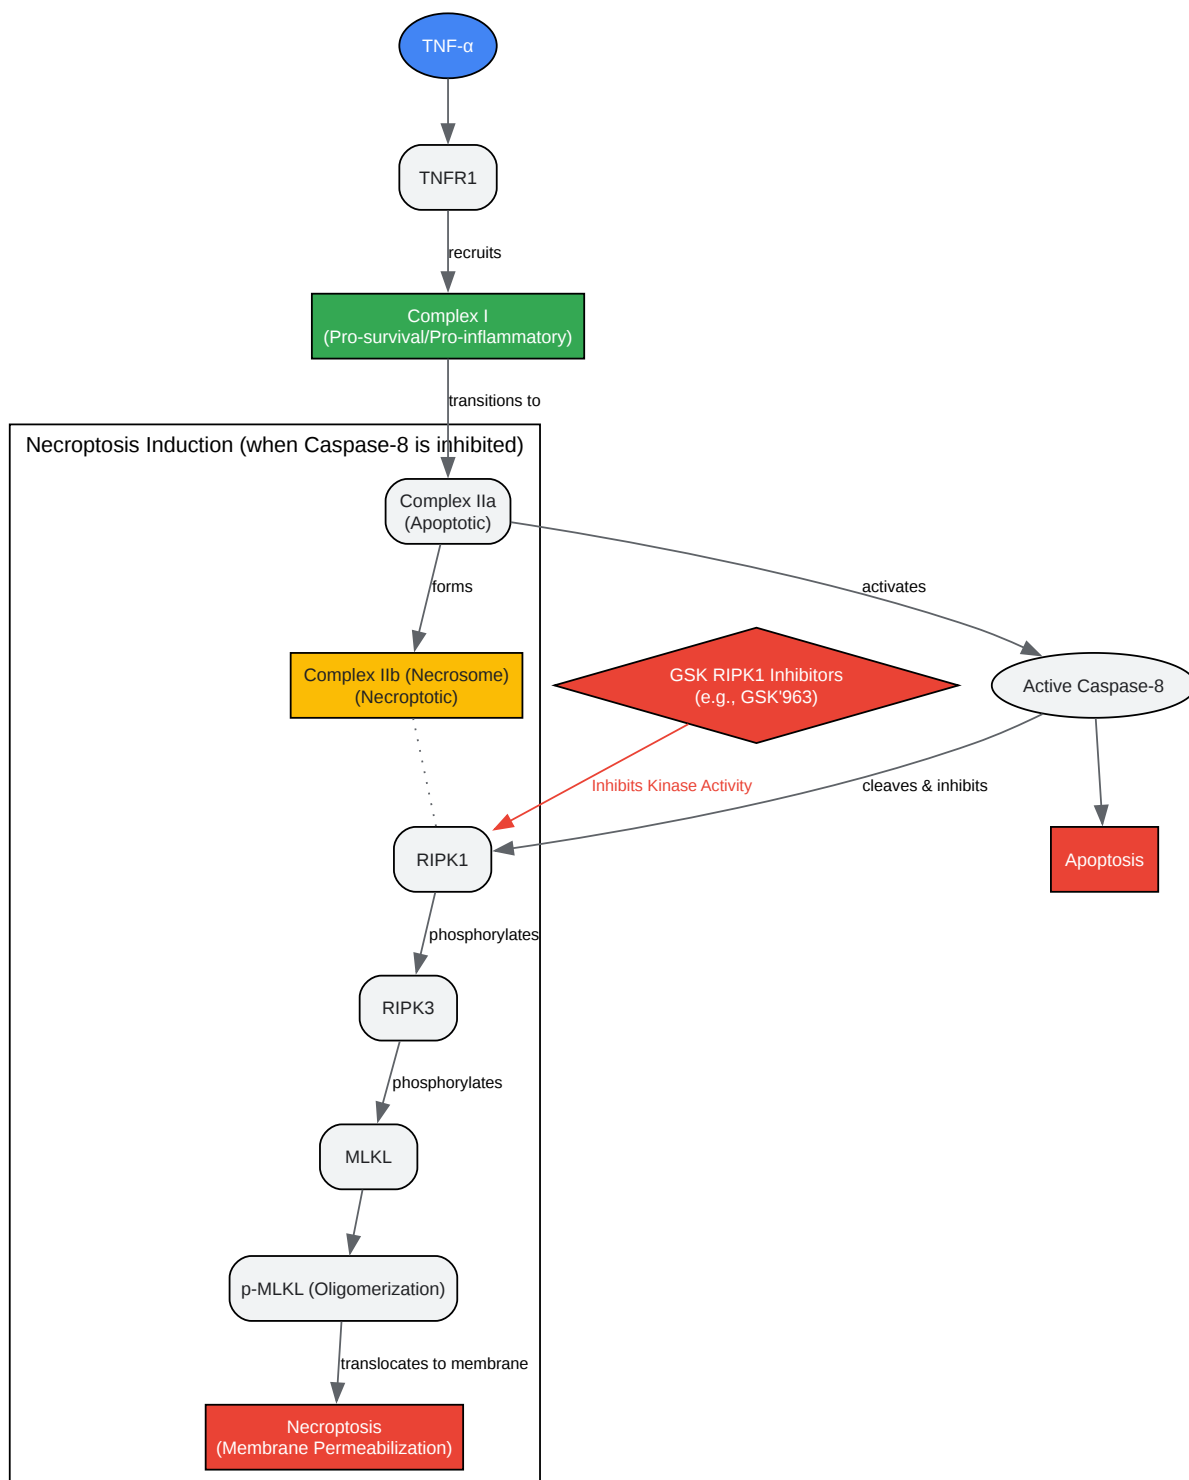 TNF-α
TNFR1
recruits
Complex I
(Pro-survival/Pro-inflammatory)
transitions to
Necroptosis Induction (when Caspase-8 is inhibited)
Complex IIa
(Apoptotic)
forms
activates
Complex IIb (Necrosome)
(Necroptotic)
GSK RIPK1 Inhibitors
(e.g., GSK'963)
Active Caspase-8
Inhibits Kinase Activity
cleaves & inhibits
RIPK1
Apoptosis
phosphorylates
RIPK3
phosphorylates
MLKL
p-MLKL (Oligomerization)
translocates to membrane
Necroptosis
(Membrane Permeabilization)